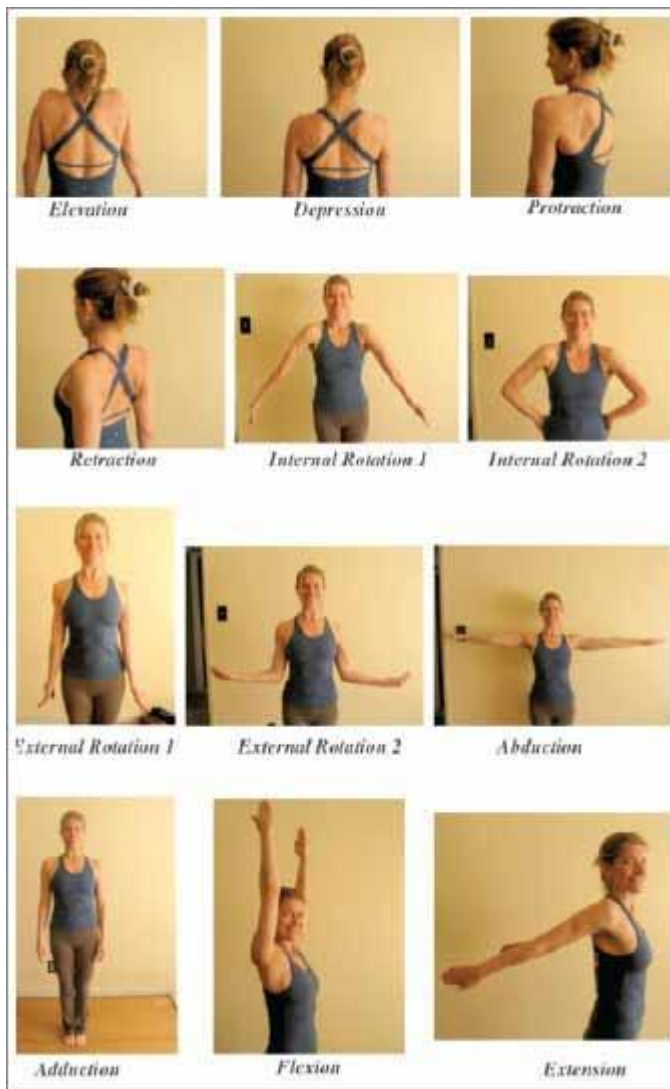 Elevation
Depression
Protraction
Retraction
Internal Rotation 1
Internal Rotation 2
External Rotation 1
External Rotation 2
Abduction
Adduction
Flexion
Extension